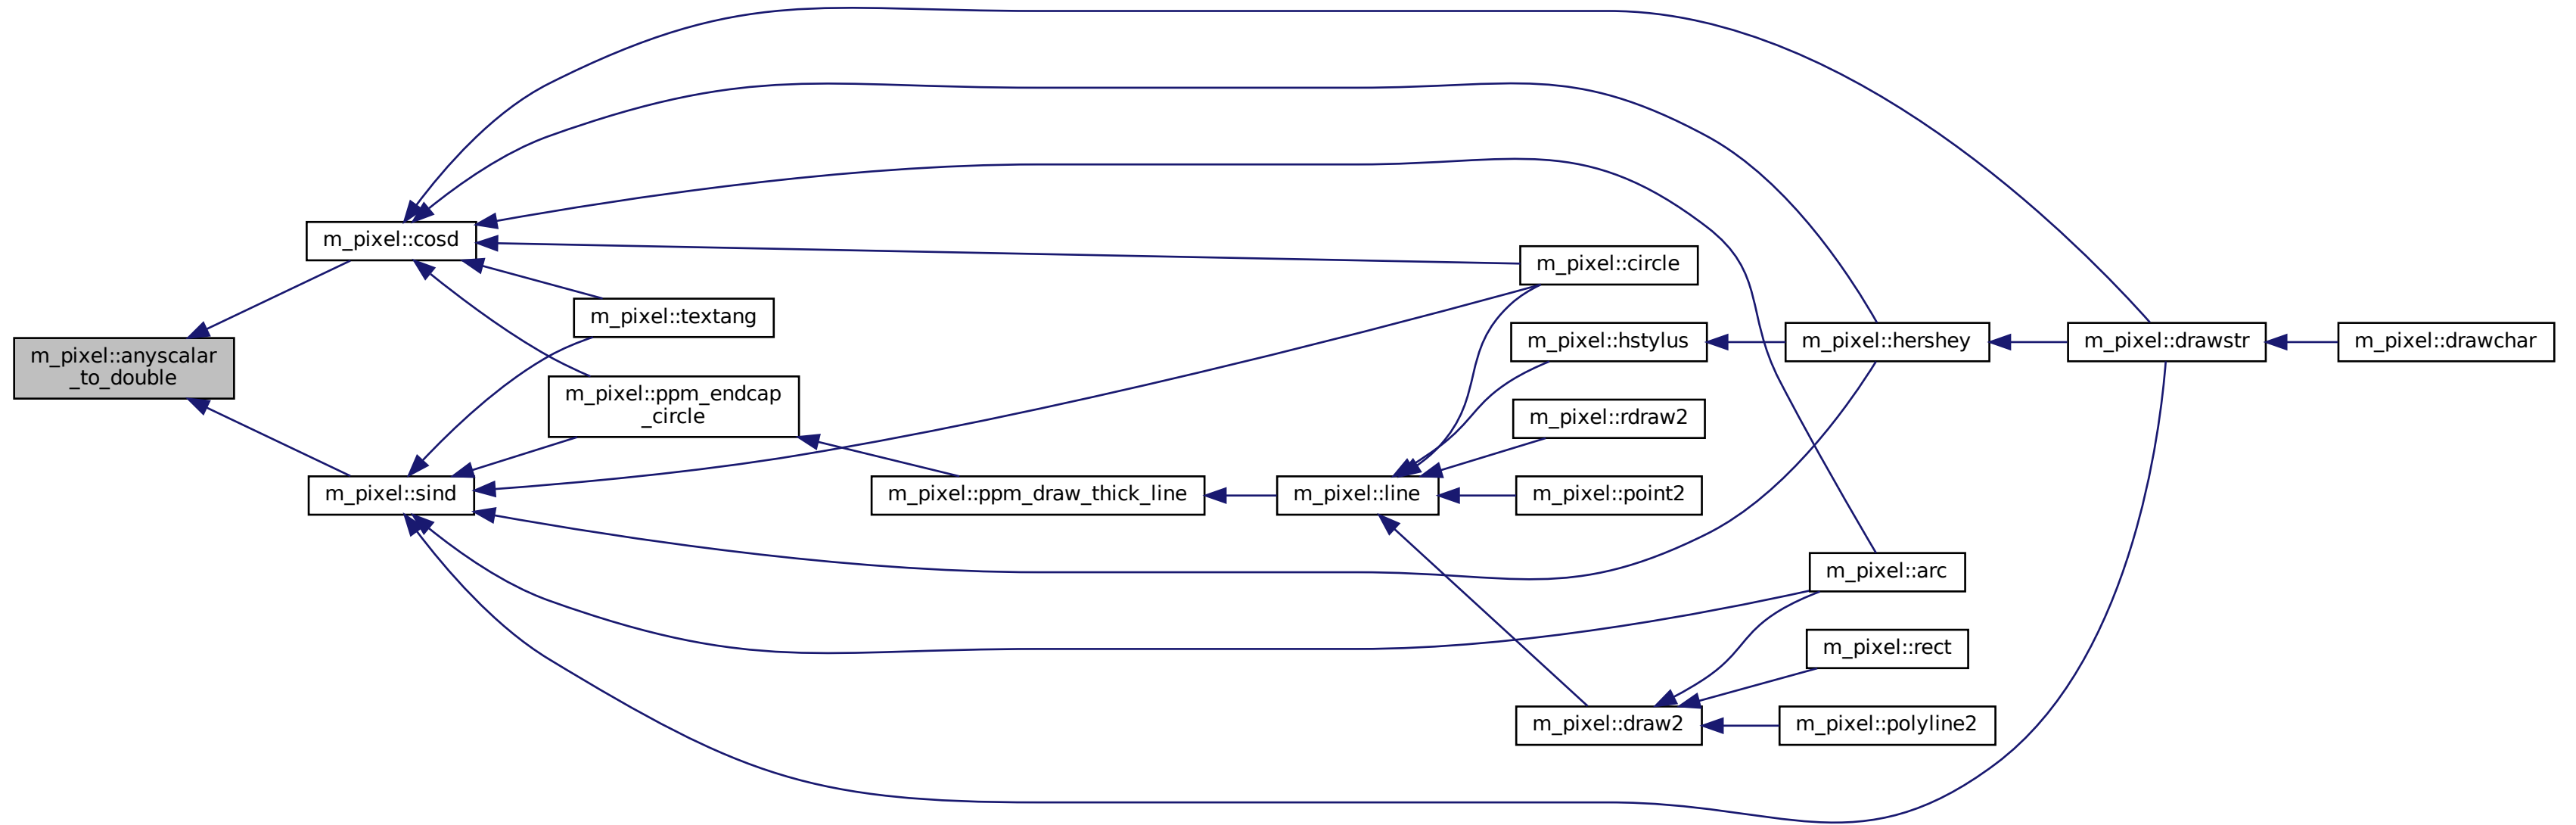 m_pixel::anyscalar
_to_double
m_pixel::cosd
m_pixel::sind
m_pixel::textang
m_pixel::ppm_endcap
_circle
m_pixel::ppm_draw_thick_line
m_pixel::line
m_pixel::circle
m_pixel::hstylus
m_pixel::rdraw2
m_pixel::point2
m_pixel::draw2
m_pixel::hershey
m_pixel::arc
m_pixel::rect
m_pixel::polyline2
m_pixel::drawstr
m_pixel::drawchar